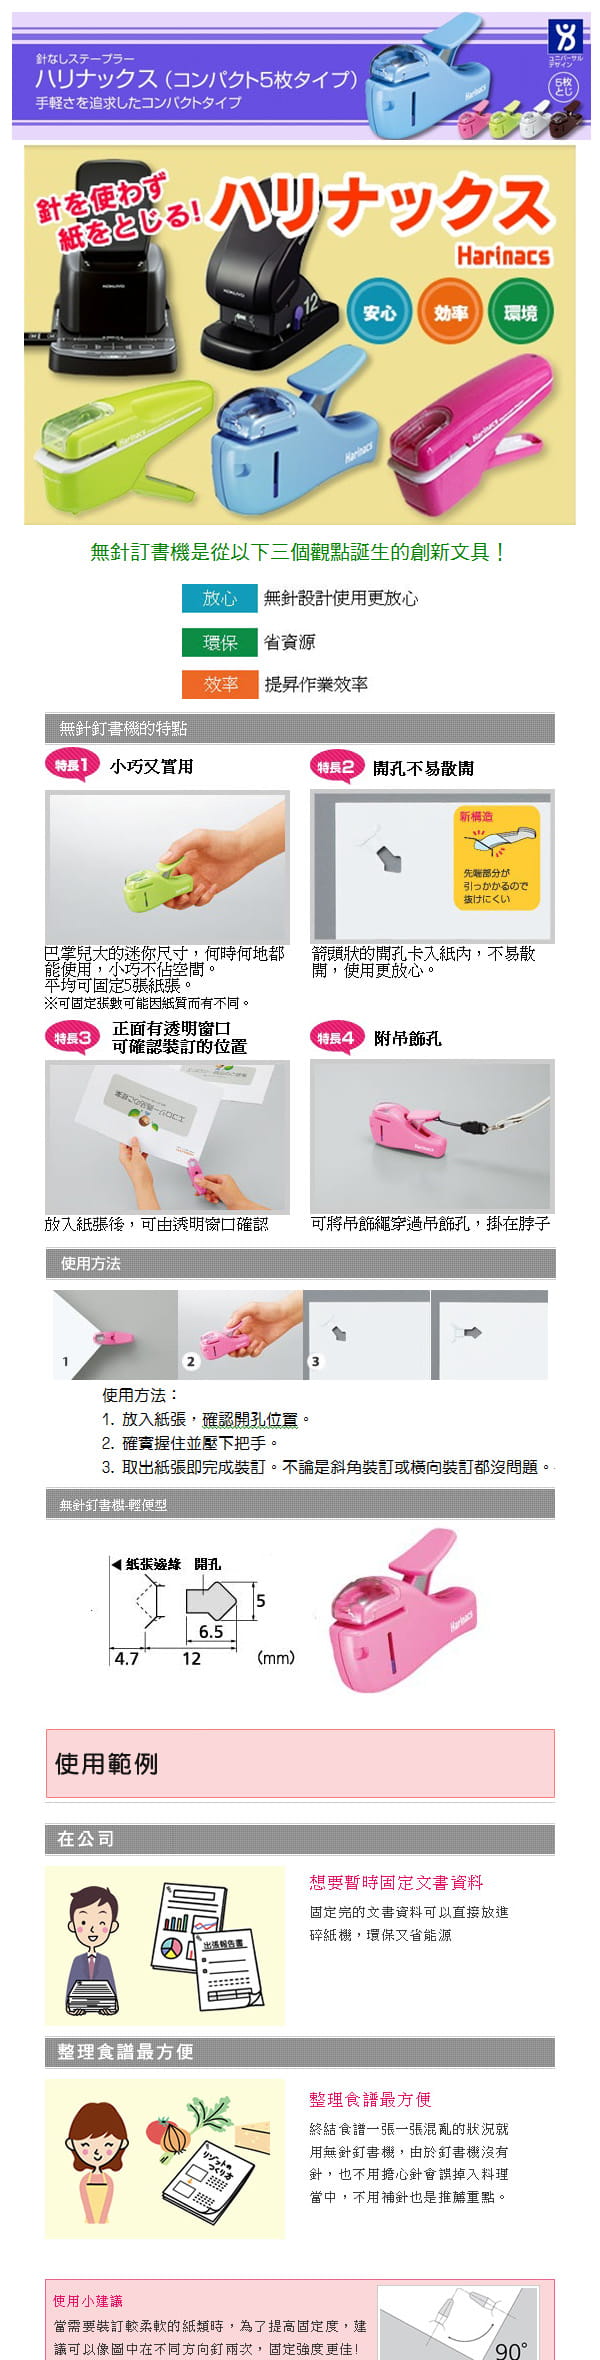 針なしステープラー
ハリナックス（コンパクト5枚タイプ）
手軽さを追求したコンパクトタイプ
Harinacs
ユニバーサル
デザイン
5枚
とじ
針を使わず
紙をとじる!
ハリナックス
Harinacs
KOKUYO
KOKUYO
12
安心
効率
環境
Harinacs
Harinacs
Harinacs
無針訂書機是從以下三個觀點誕生的創新文具！
放心 無針設計使用更放心
環保 省資源
效率 提昇作業效率
無針釘書機的特點
特長1 小巧又實用
特長2 開孔不易散開
新構造
先端部分が
引っかかるので
抜けにくい
巴掌兒大的迷你尺寸，何時何地都
能使用，小巧不佔空間。
平均可固定5張紙張。
※可固定張數可能因紙質而有不同。
箭頭狀的開孔卡入紙內，不易散
開，使用更放心。
特長3 正面有透明窗口
可確認裝訂的位置
特長4 附吊飾孔
Harinacs
放入紙張後，可由透明窗口確認
可將吊飾繩穿過吊飾孔，掛在脖子
使用方法
1
2
3
使用方法：
1. 放入紙張，確認開孔位置。
2. 確實握住並壓下把手。
3. 取出紙張即完成裝訂。不論是斜角裝訂或橫向裝訂都沒問題。
無針釘書機-輕便型
紙張邊緣 開孔
5
6.5
4.7 12 (mm)
Harinacs
使用範例
在公司
出張報告書
想要暫時固定文書資料
固定完的文書資料可以直接放進
碎紙機，環保又省能源
整理食譜最方便
リゾットの
つくり方
整理食譜最方便
終結食譜一張一張混亂的狀況就
用無針釘書機，由於釘書機沒有
針，也不用擔心針會誤掉入料理
當中，不用補針也是推薦重點。
使用小建議
當需要裝訂較柔軟的紙類時，為了提高固定度，建
議可以像圖中在不同方向釘兩次，固定強度更佳!
90°